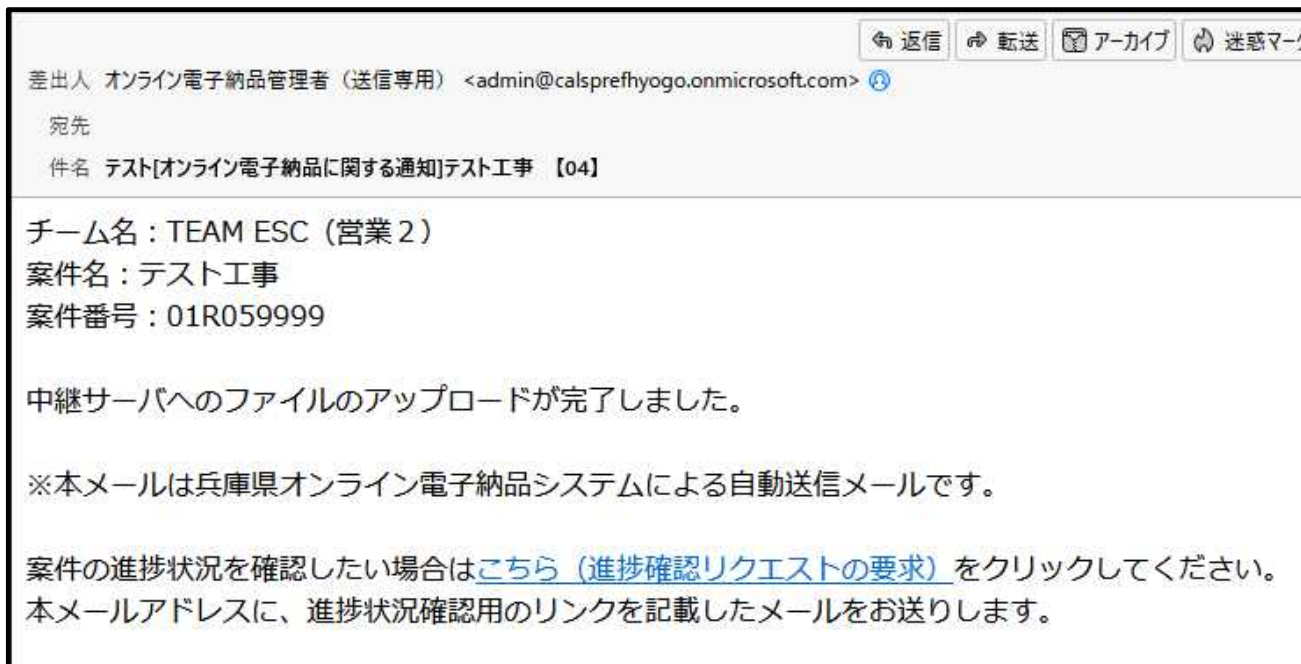 返信 転送 アーカイブ 迷惑マーク
差出人 オンライン電子納品管理者（送信専用） <admin@calsprefhyogo.onmicrosoft.com>
宛先
件名 テスト[オンライン電子納品に関する通知]テスト工事 【04】
チーム名：TEAM ESC（営業２）
案件名：テスト工事
案件番号：01R059999
中継サーバへのファイルのアップロードが完了しました。
※本メールは兵庫県オンライン電子納品システムによる自動送信メールです。
案件の進捗状況を確認したい場合はこちら（進捗確認リクエストの要求）をクリックしてください。
本メールアドレスに、進捗状況確認用のリンクを記載したメールをお送りします。